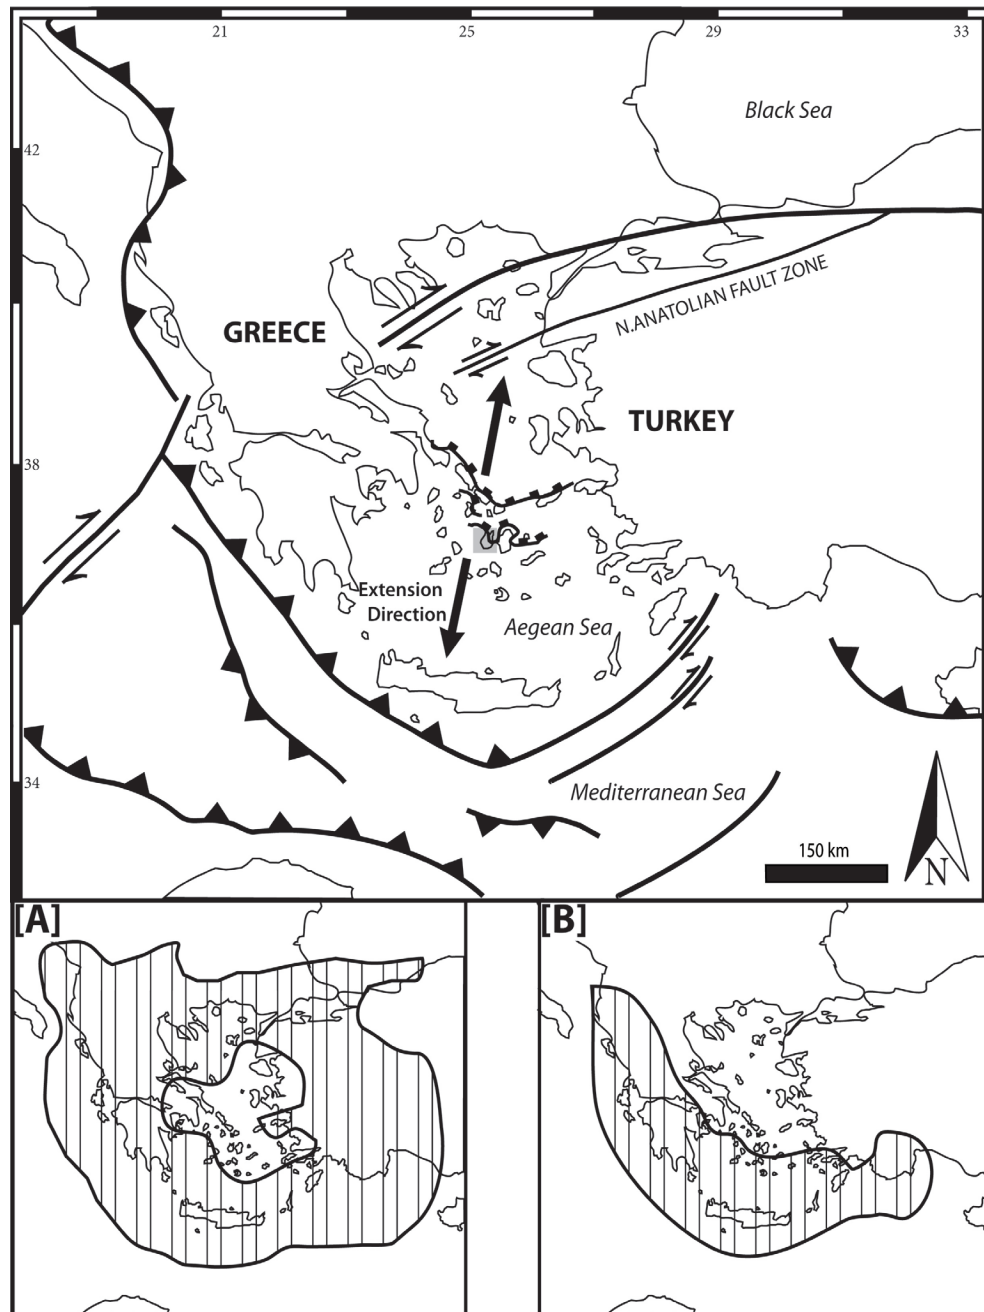 21 25 29 33
Black Sea
42
N.ANATOLIAN FAULT ZONE
GREECE
TURKEY
38
Extension
Direction
Aegean Sea
34
Mediterranean Sea
150 km
N
[A] [B]